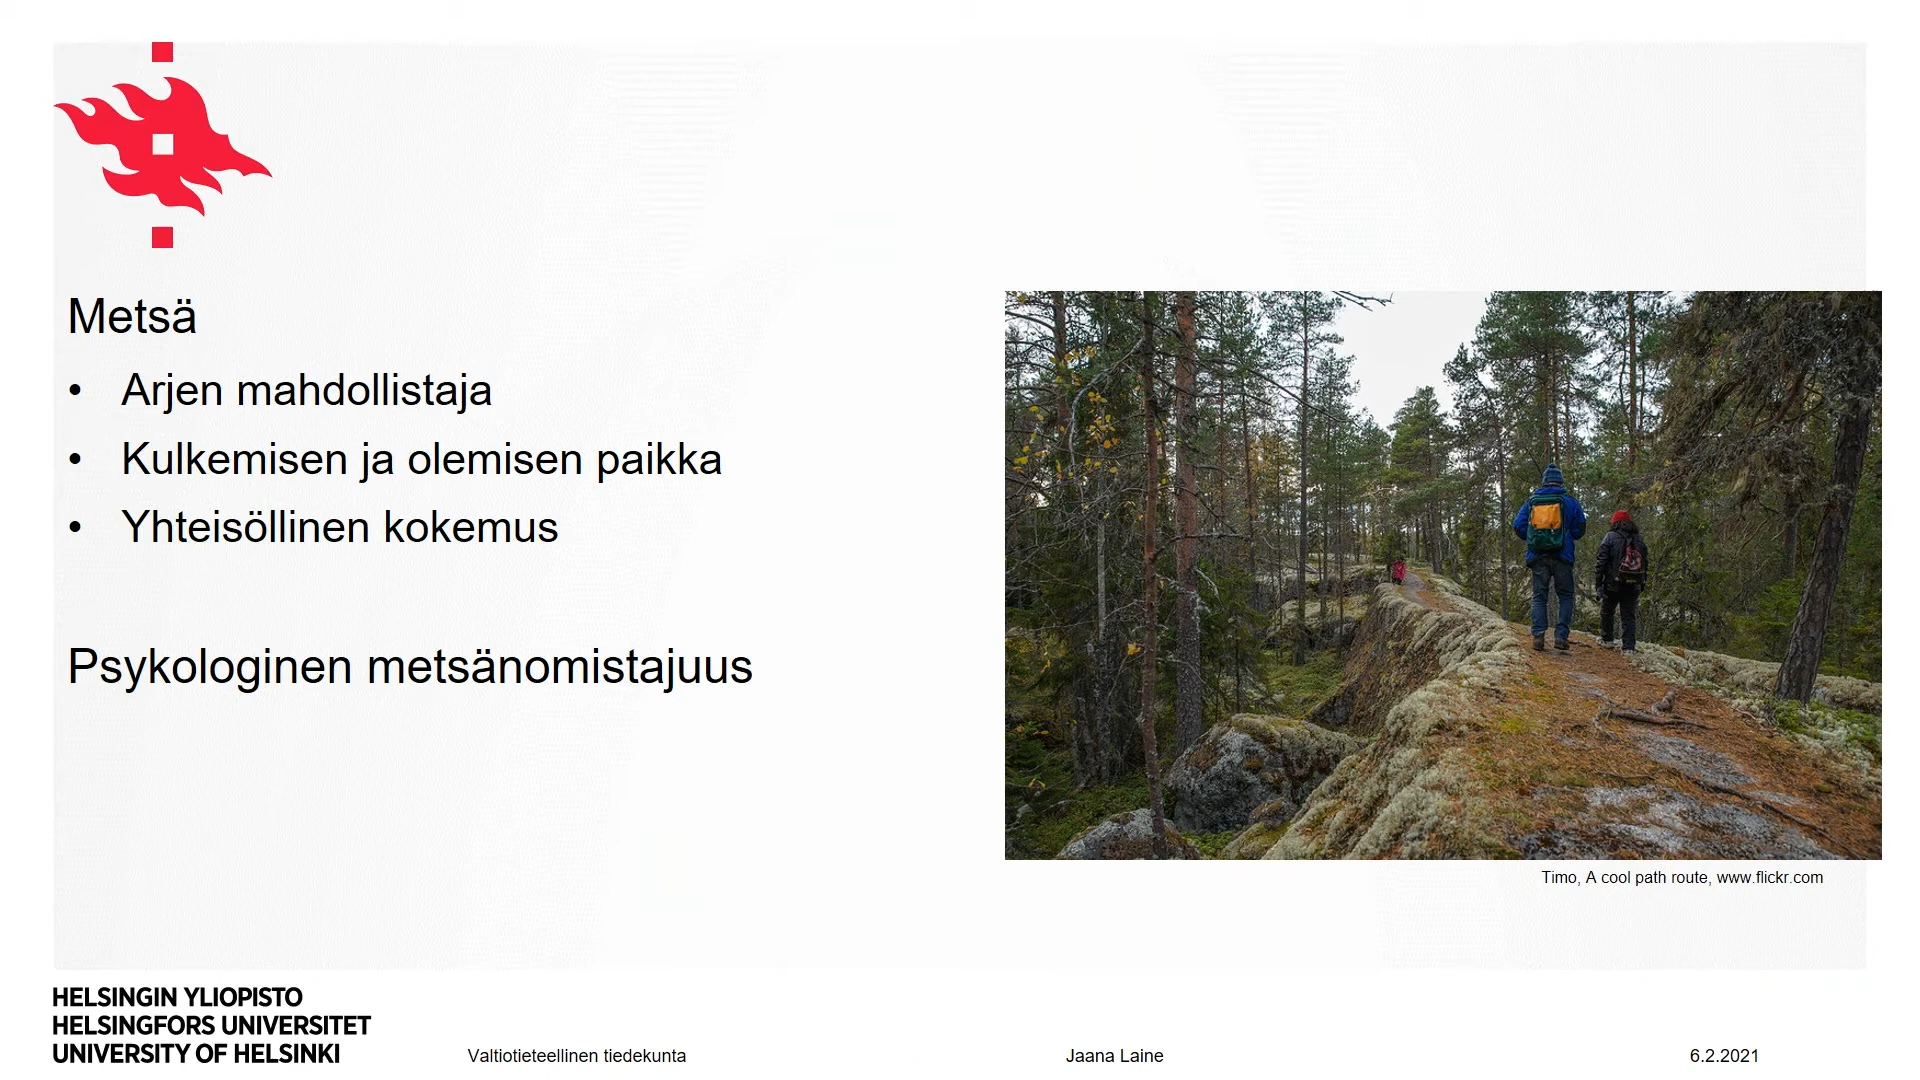 Metsä
• Arjen mahdollistaja
• Kulkemisen ja olemisen paikka
• Yhteisöllinen kokemus
Psykologinen metsänomistajuus
Timo, A cool path route, www.flickr.com
HELSINGIN YLIOPISTO
HELSINGFORS UNIVERSITET
UNIVERSITY OF HELSINKI
Valtiotieteellinen tiedekunta
Jaana Laine
6.2.2021